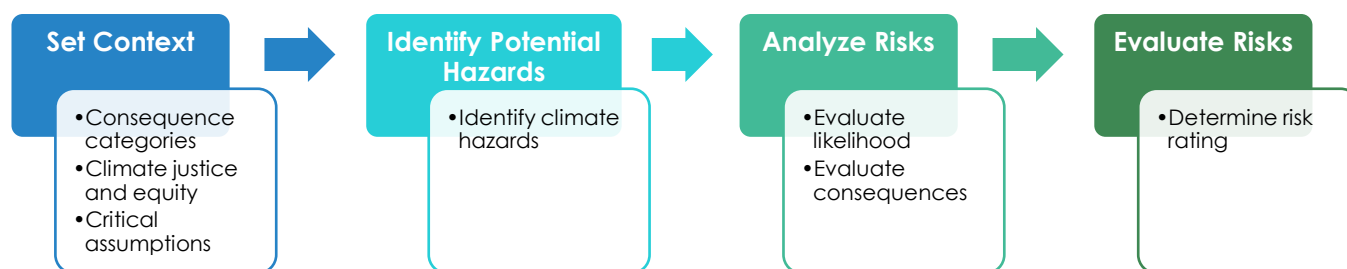 Set Context
•Consequence
categories
•Climate justice
and equity
•Critical
assumptions
Identify Potential
Hazards
•Identify climate
hazards
Analyze Risks
•Evaluate
likelihood
•Evaluate
consequences
Evaluate Risks
•Determine risk
rating